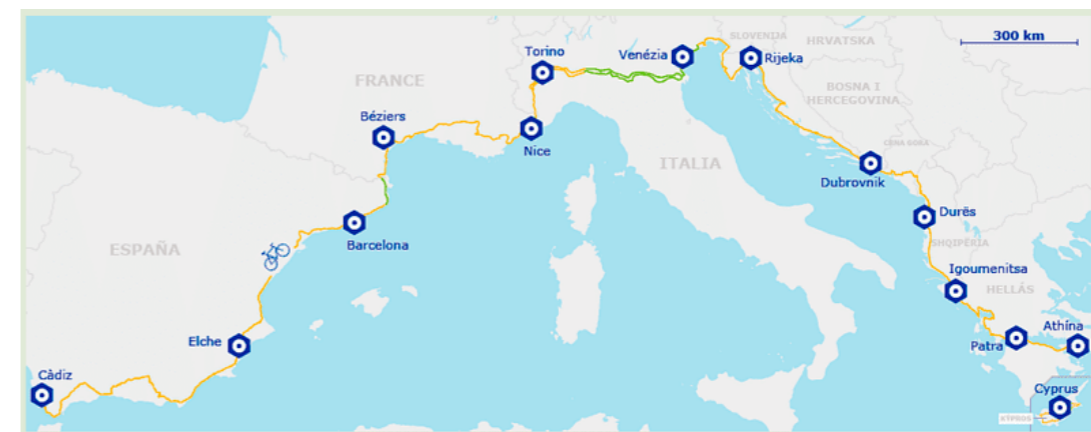 SLOVENIJA
HRVATSKA
300 km
Torino
Venézia
Rijeka
FRANCE
BOSNA I
HERCEGOVINA
Béziers
CRNA GORA
Nice
ITALIA
Dubrovnik
Durës
ESPAÑA
Barcelona
SHQIPËRIA
Igoumenitsa
HELLÁS
Elche
Athína
Patra
Càdiz
Cyprus
KYPROS